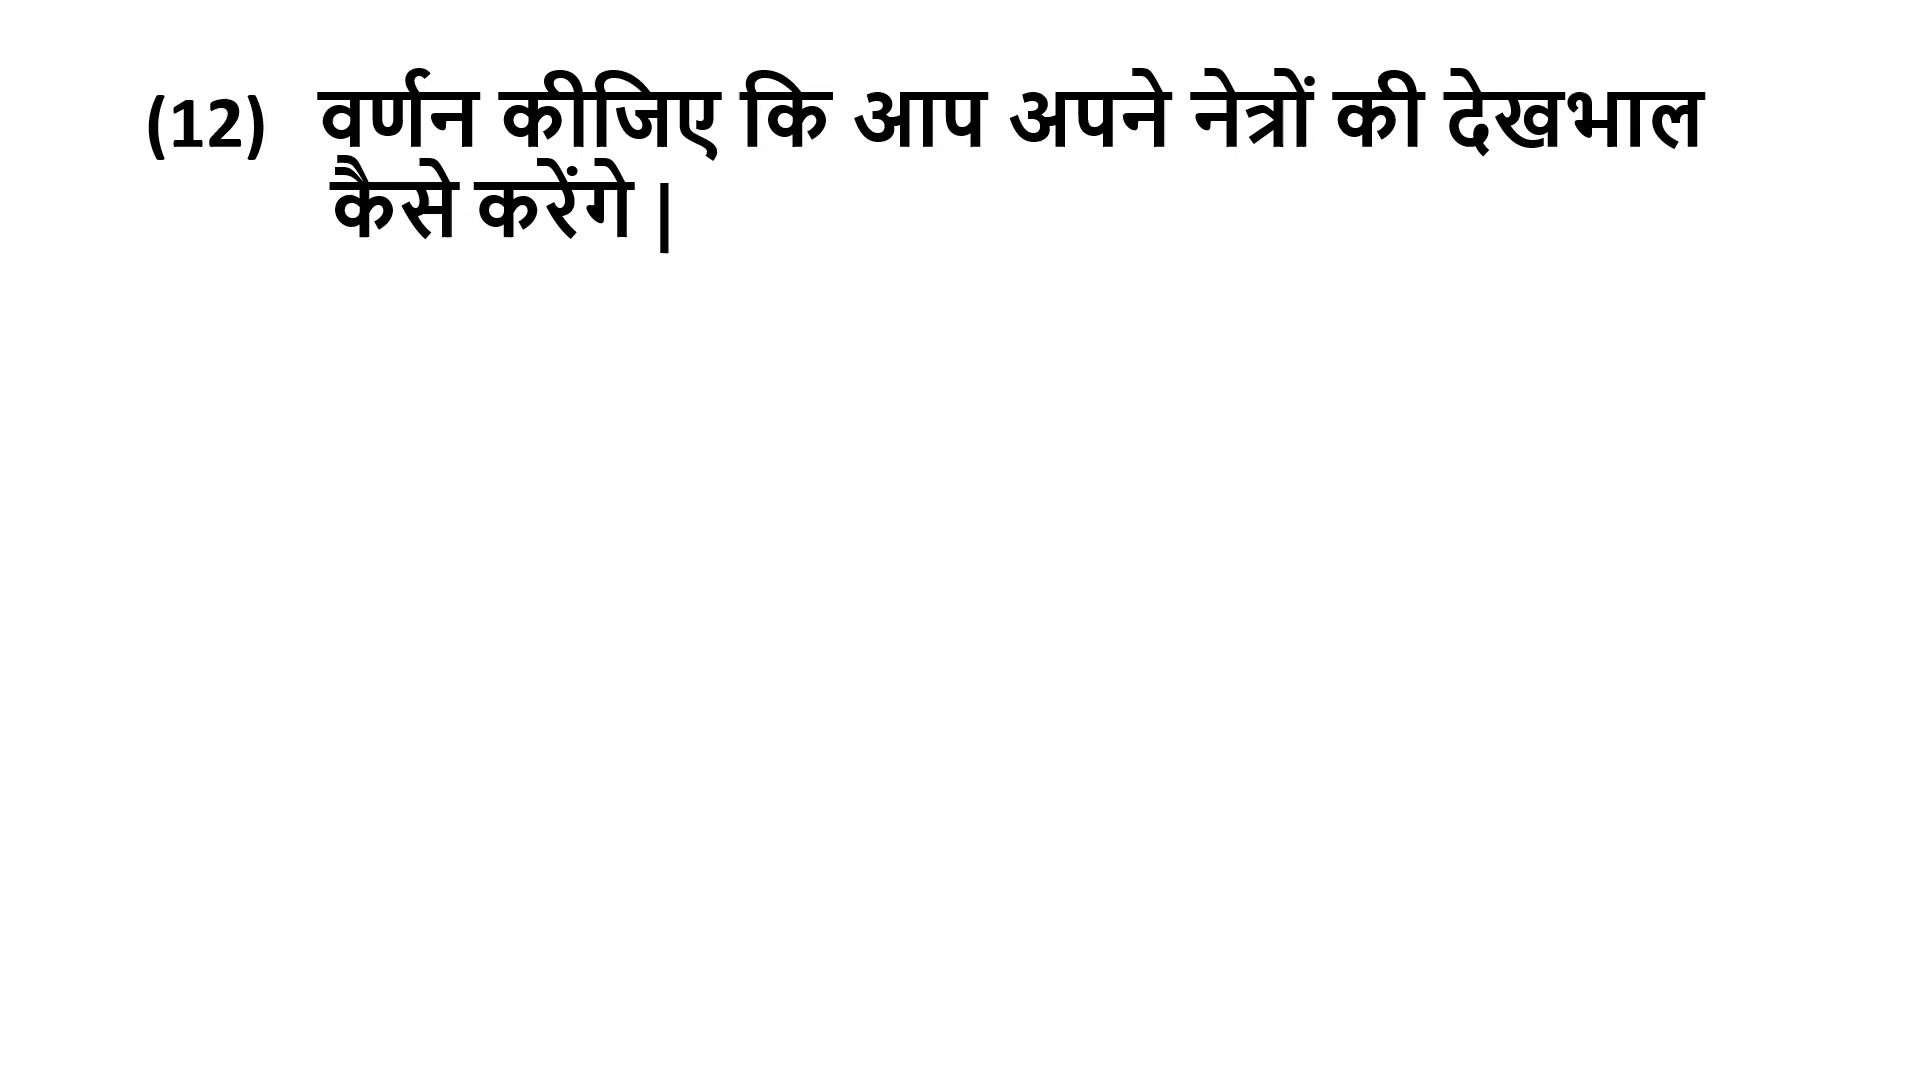 (12) वर्णन कीजिए कि आप अपने नेत्रों की देखभाल
कैसे करेंगे |